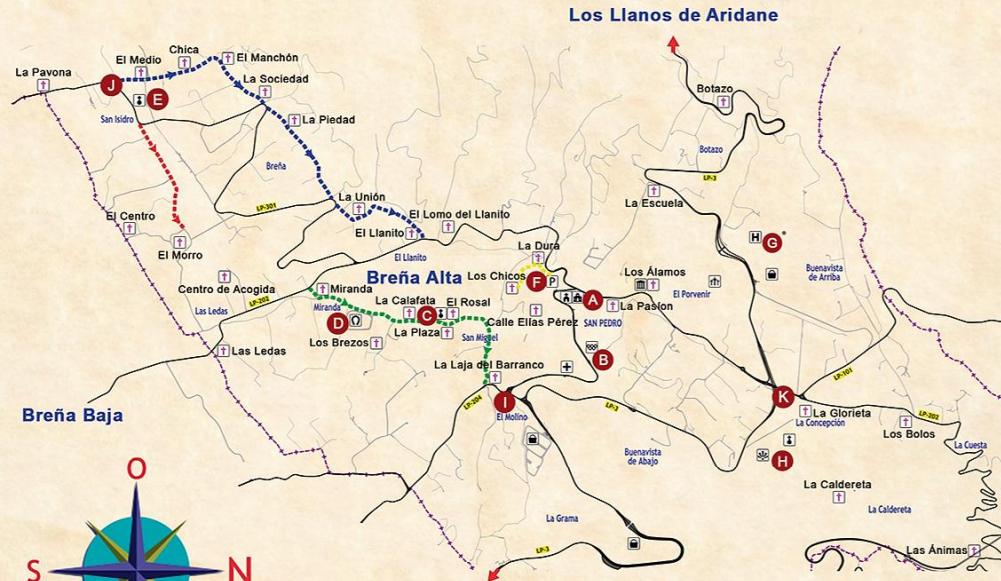 Los Llanos de Aridane
Chica
El Medio
El Manchón
La Pavona
J
La Sociedad
E
Botazo
San Isidro
La Piedad
Botazo
Breña
LP-3
La Unión
La Escuela
LP-301
El Centro
El Lomo del Llanito
El Llanito
G
El Morro
La Dura
El Llanito
Breña Alta
Los Chicos
F
P
H
Los Álamos
Buenavista
de Arriba
Centro de Acogida
Miranda
El Porvenir
LP-202
La Calafata
El Rosal
A
La Pasion
Las Ledas
Miranda
D
C
Calle Elías Pérez
SAN PEDRO
La Plaza
San Miguel
Los Brezos
Las Ledas
B
La Laja del Barranco
LP-101
K
LP-204
I
LP-3
El Molino
La Glorieta
La Concepción
LP-202
Los Bolos
Breña Baja
La Cuesta
Buenavista
de Abajo
H
O
La Caldereta
La Caldereta
La Grama
LP-3
Las Ánimas
S
N